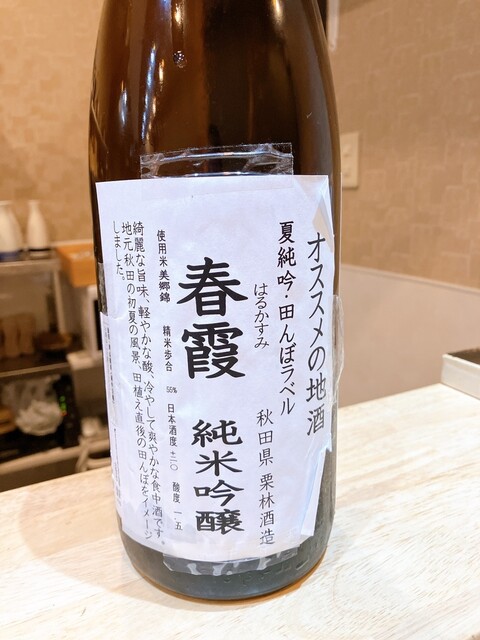 オススメの地酒
夏純吟・田んぼラベル
はるかすみ
秋田県 栗林酒造
春霞 純米吟醸
使用米 美郷錦 精米歩合 55% 日本酒度 +2.0 酸度 1.5
綺麗な旨味、軽やかな酸、冷やして爽やかな食中酒です。
地元秋田の初夏の風景、田植え直後の田んぼをイメージ
しました。